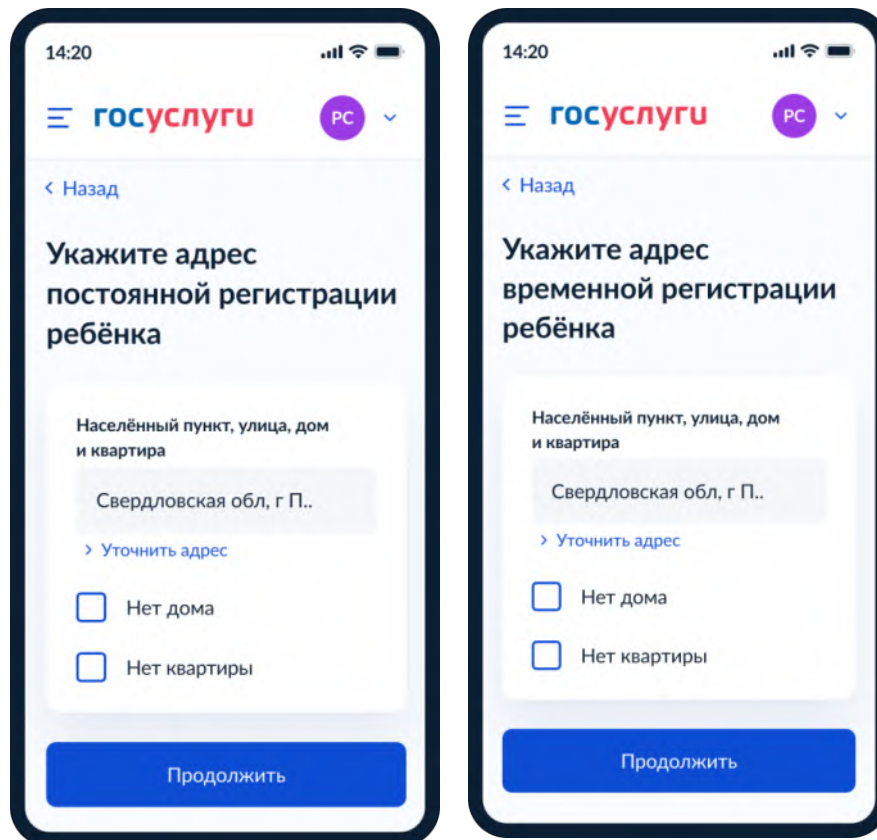 14:20
госуслуги
РС
Назад
Укажите адрес
постоянной регистрации
ребёнка
Населённый пункт, улица, дом
и квартира
Свердловская обл, г П..
Уточнить адрес
Нет дома
Нет квартиры
Продолжить
14:20
госуслуги
РС
Назад
Укажите адрес
временной регистрации
ребёнка
Населённый пункт, улица, дом
и квартира
Свердловская обл, г П..
Уточнить адрес
Нет дома
Нет квартиры
Продолжить